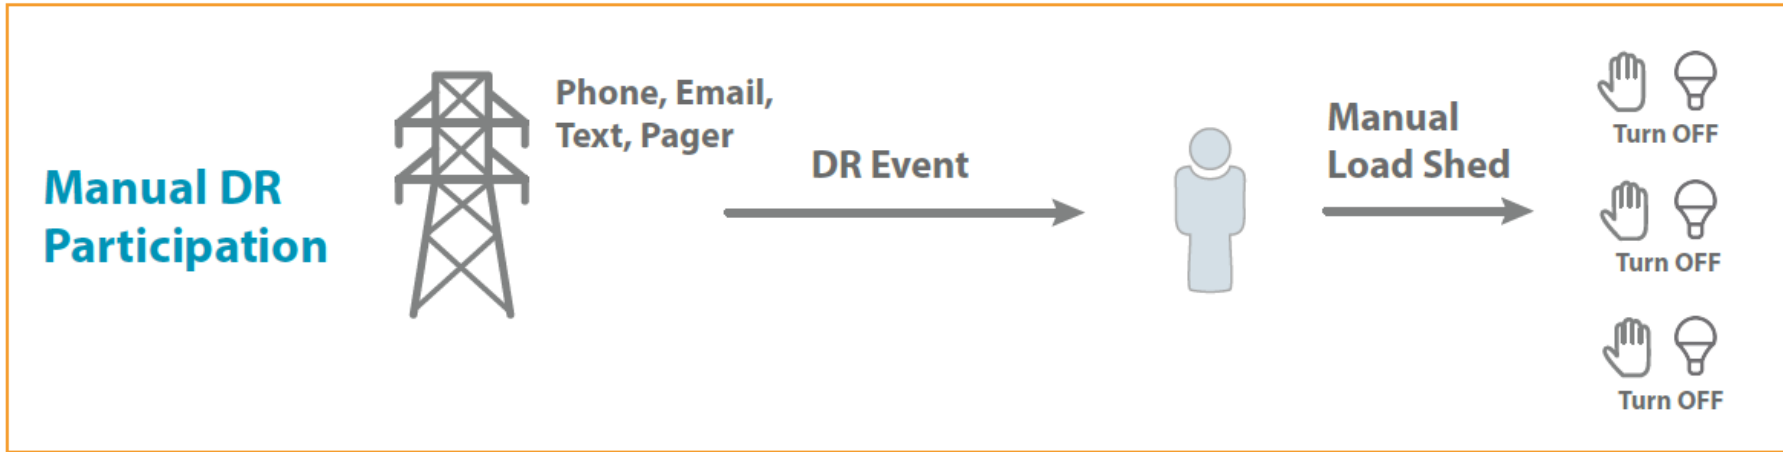 Manual DR
Participation
Phone, Email,
Text, Pager
DR Event
Manual
Load Shed
Turn OFF
Turn OFF
Turn OFF